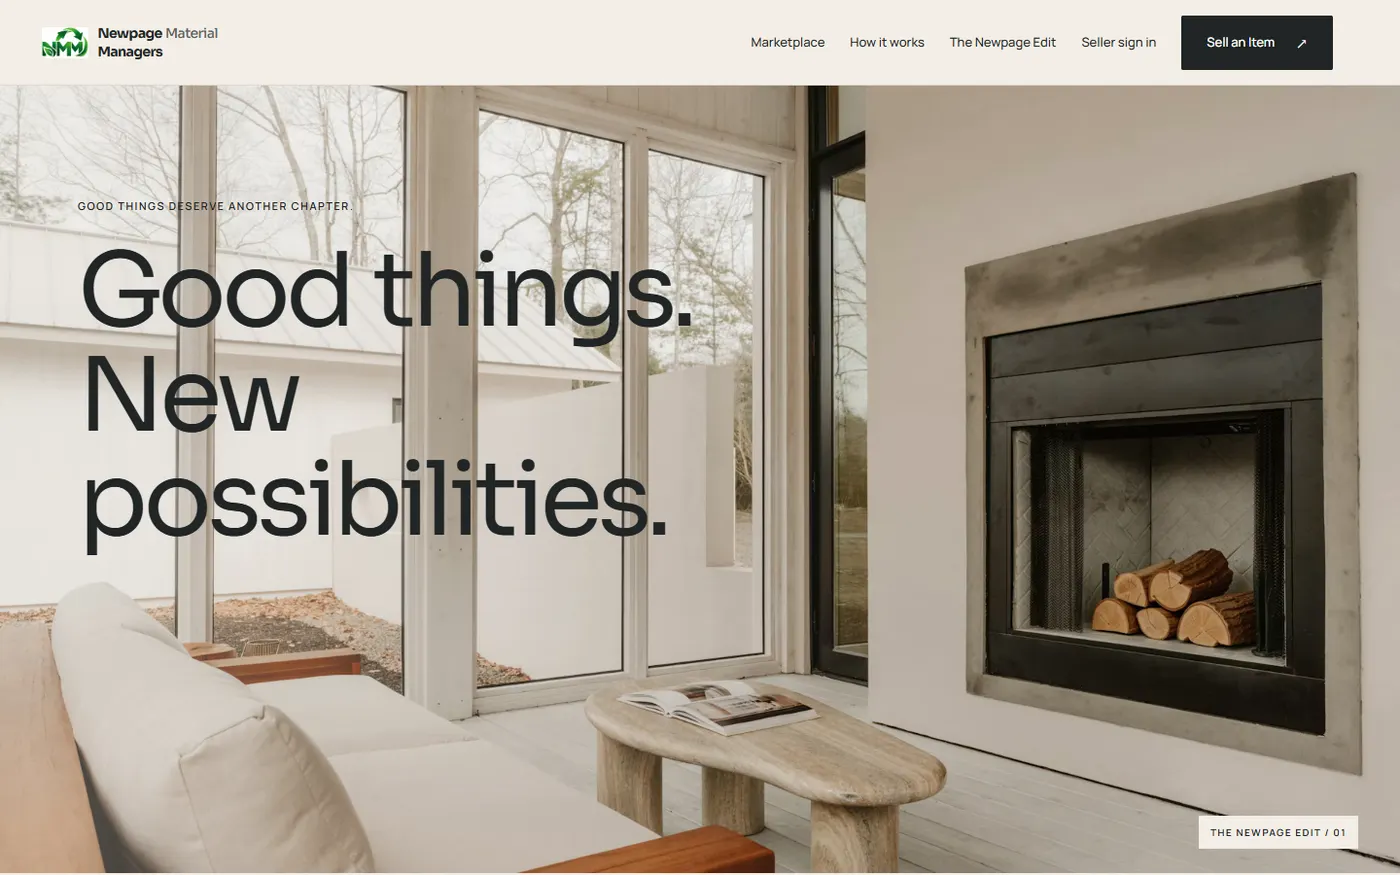 NMM
Newpage Material
Managers
Marketplace
How it works
The Newpage Edit
Seller sign in
Sell an Item ↗
GOOD THINGS DESERVE ANOTHER CHAPTER.
Good things.
New
possibilities.
THE NEWPAGE EDIT / 01